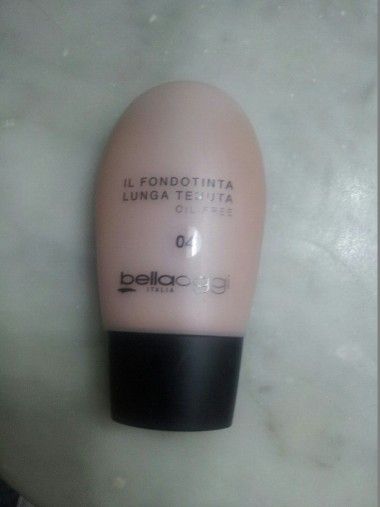 IL FONDOTINTA
LUNGA TENUTA
OIL-FREE
04
bellaoggi
ITALIA